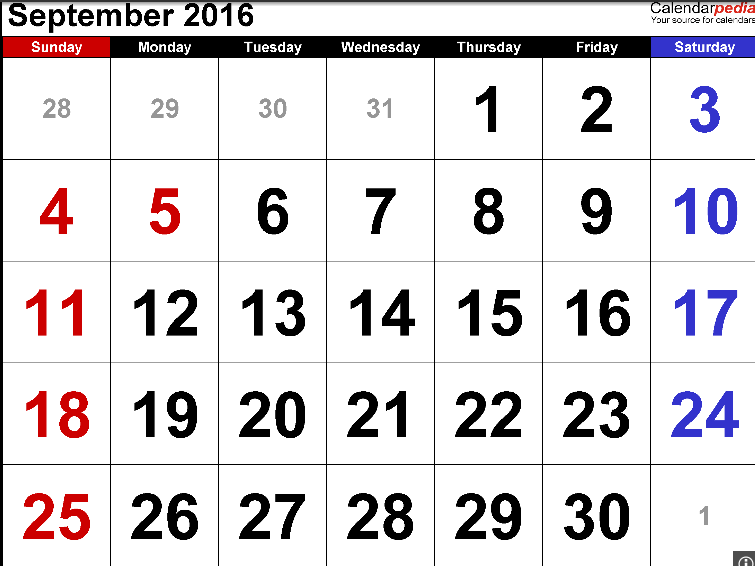 September 2016
Calendarpedia
Your source for calendars
Sunday Monday Tuesday Wednesday Thursday Friday Saturday
28 29 30 31 1 2 3
4 5 6 7 8 9 10
11 12 13 14 15 16 17
18 19 20 21 22 23 24
25 26 27 28 29 30 1